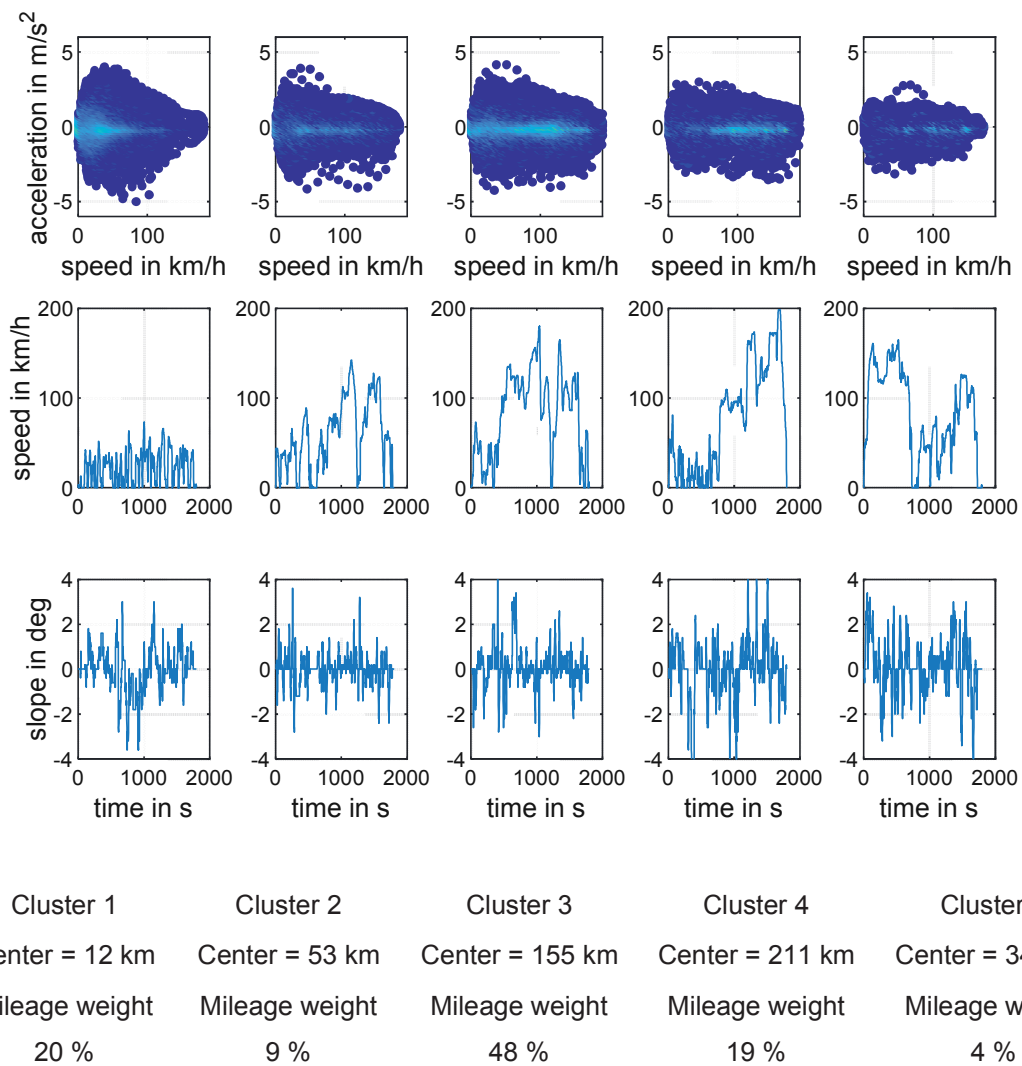 acceleration in m/s²
5 5 5 5 5
0 0 0 0 0
-5 -5 -5 -5 -5
0 100 0 100 0 100 0 100 0 100
speed in km/h speed in km/h speed in km/h speed in km/h speed in km/h
speed in km/h
200 200 200 200 200
100 100 100 100 100
0 0 0 0 0
0 1000 2000 0 1000 2000 0 1000 2000 0 1000 2000 0 1000 2000
slope in deg
4 4 4 4 4
2 2 2 2 2
0 0 0 0 0
-2 -2 -2 -2 -2
-4 -4 -4 -4 -4
0 1000 2000 0 1000 2000 0 1000 2000 0 1000 2000 0 1000 2000
time in s time in s time in s time in s time in s
Cluster 1 Cluster 2 Cluster 3 Cluster 4 Cluster
enter = 12 km Center = 53 km Center = 155 km Center = 211 km Center = 34
ileage weight Mileage weight Mileage weight Mileage weight Mileage w
20 % 9 % 48 % 19 % 4 %